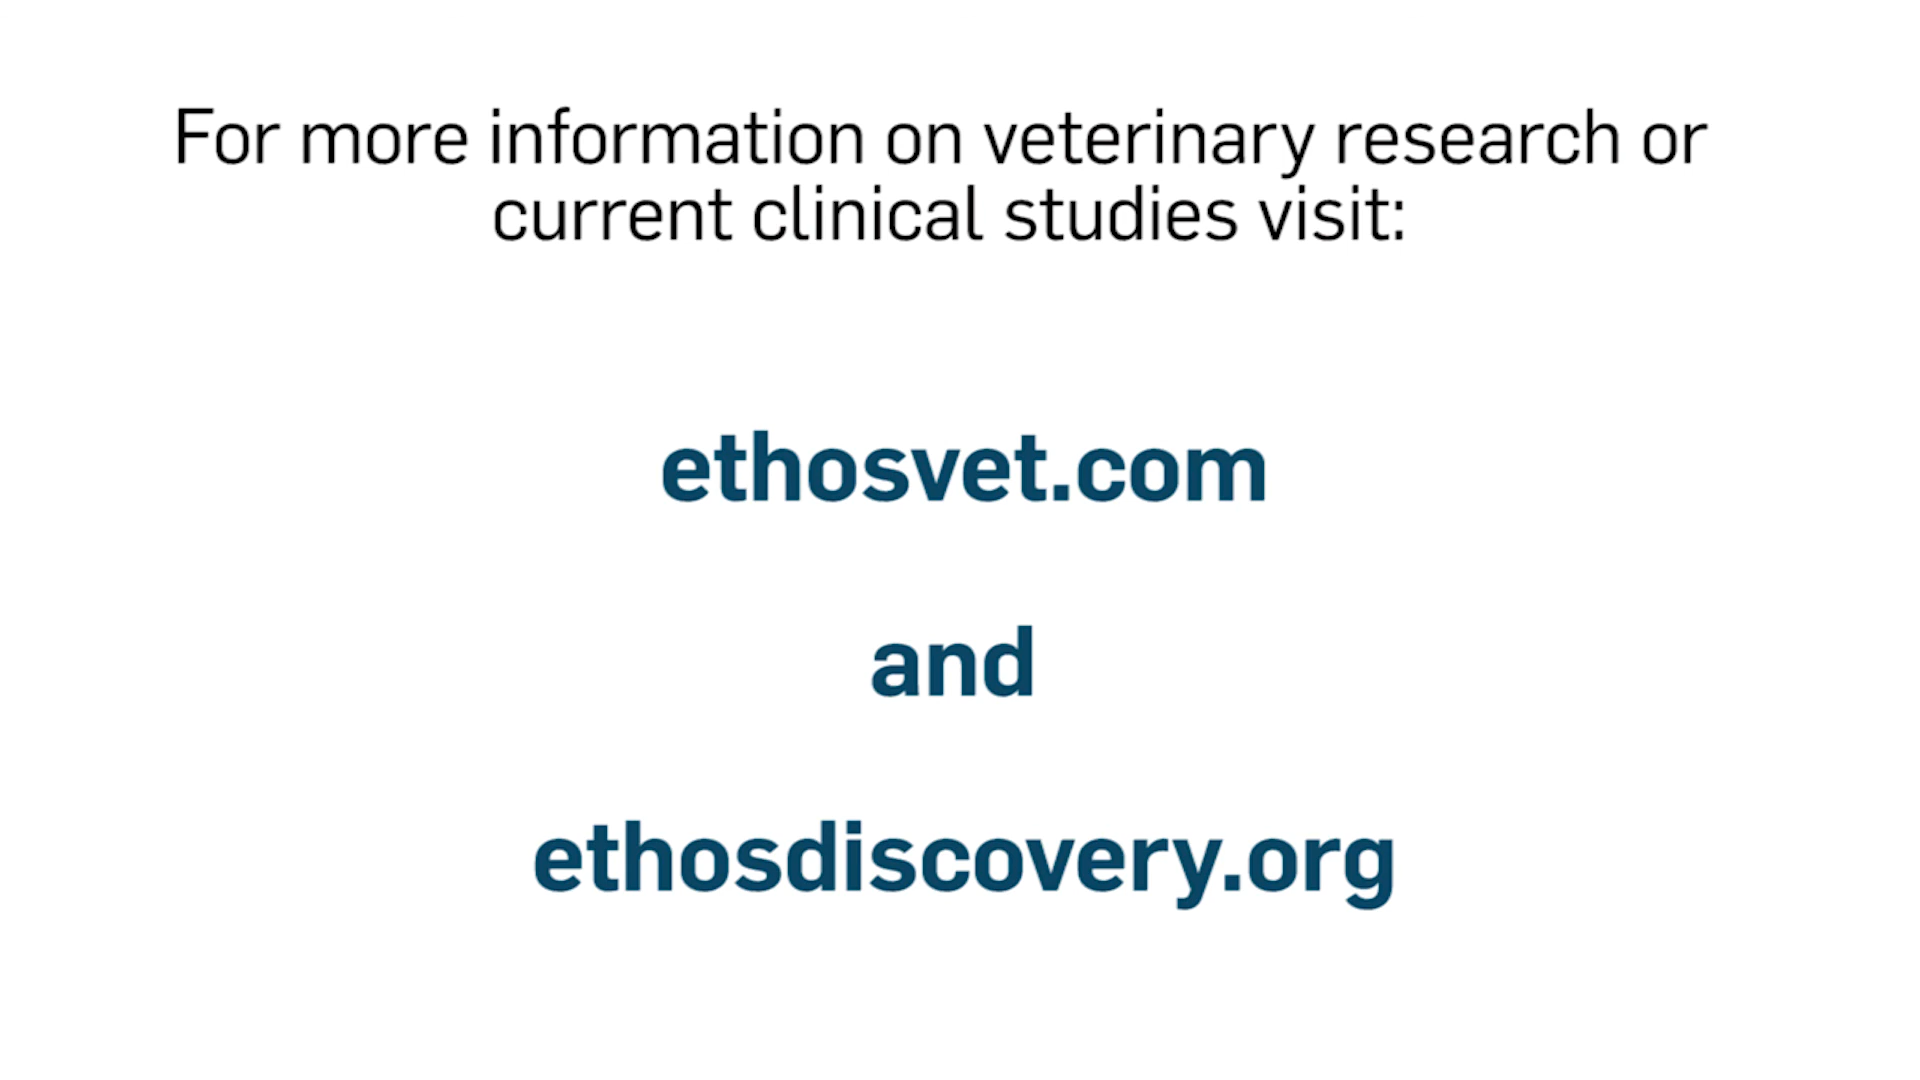 For more information on veterinary research or
current clinical studies visit:
ethosvet.com
and
ethosdiscovery.org